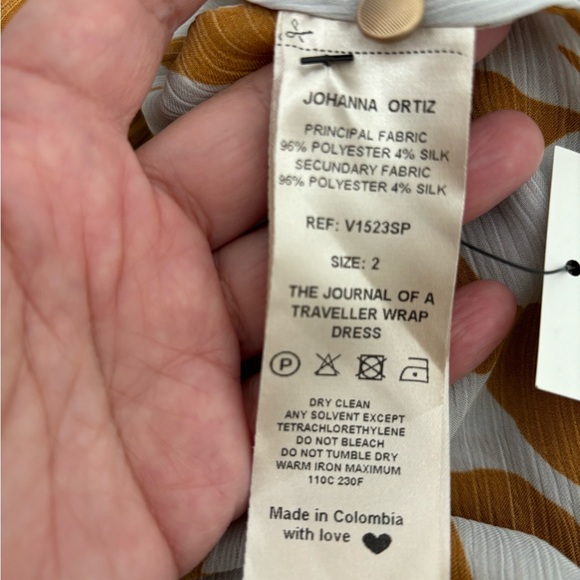 JOHANNA ORTIZ
PRINCIPAL FABRIC
96% POLYESTER 4% SILK
SECUNDARY FABRIC
96% POLYESTER 4% SILK
REF: V1523SP
SIZE: 2
THE JOURNAL OF A
TRAVELLER WRAP
DRESS
P
DRY CLEAN
ANY SOLVENT EXCEPT
TETRACHLORETHYLENE
DO NOT BLEACH
DO NOT TUMBLE DRY
WARM IRON MAXIMUM
110C 230F
Made in Colombia
with love